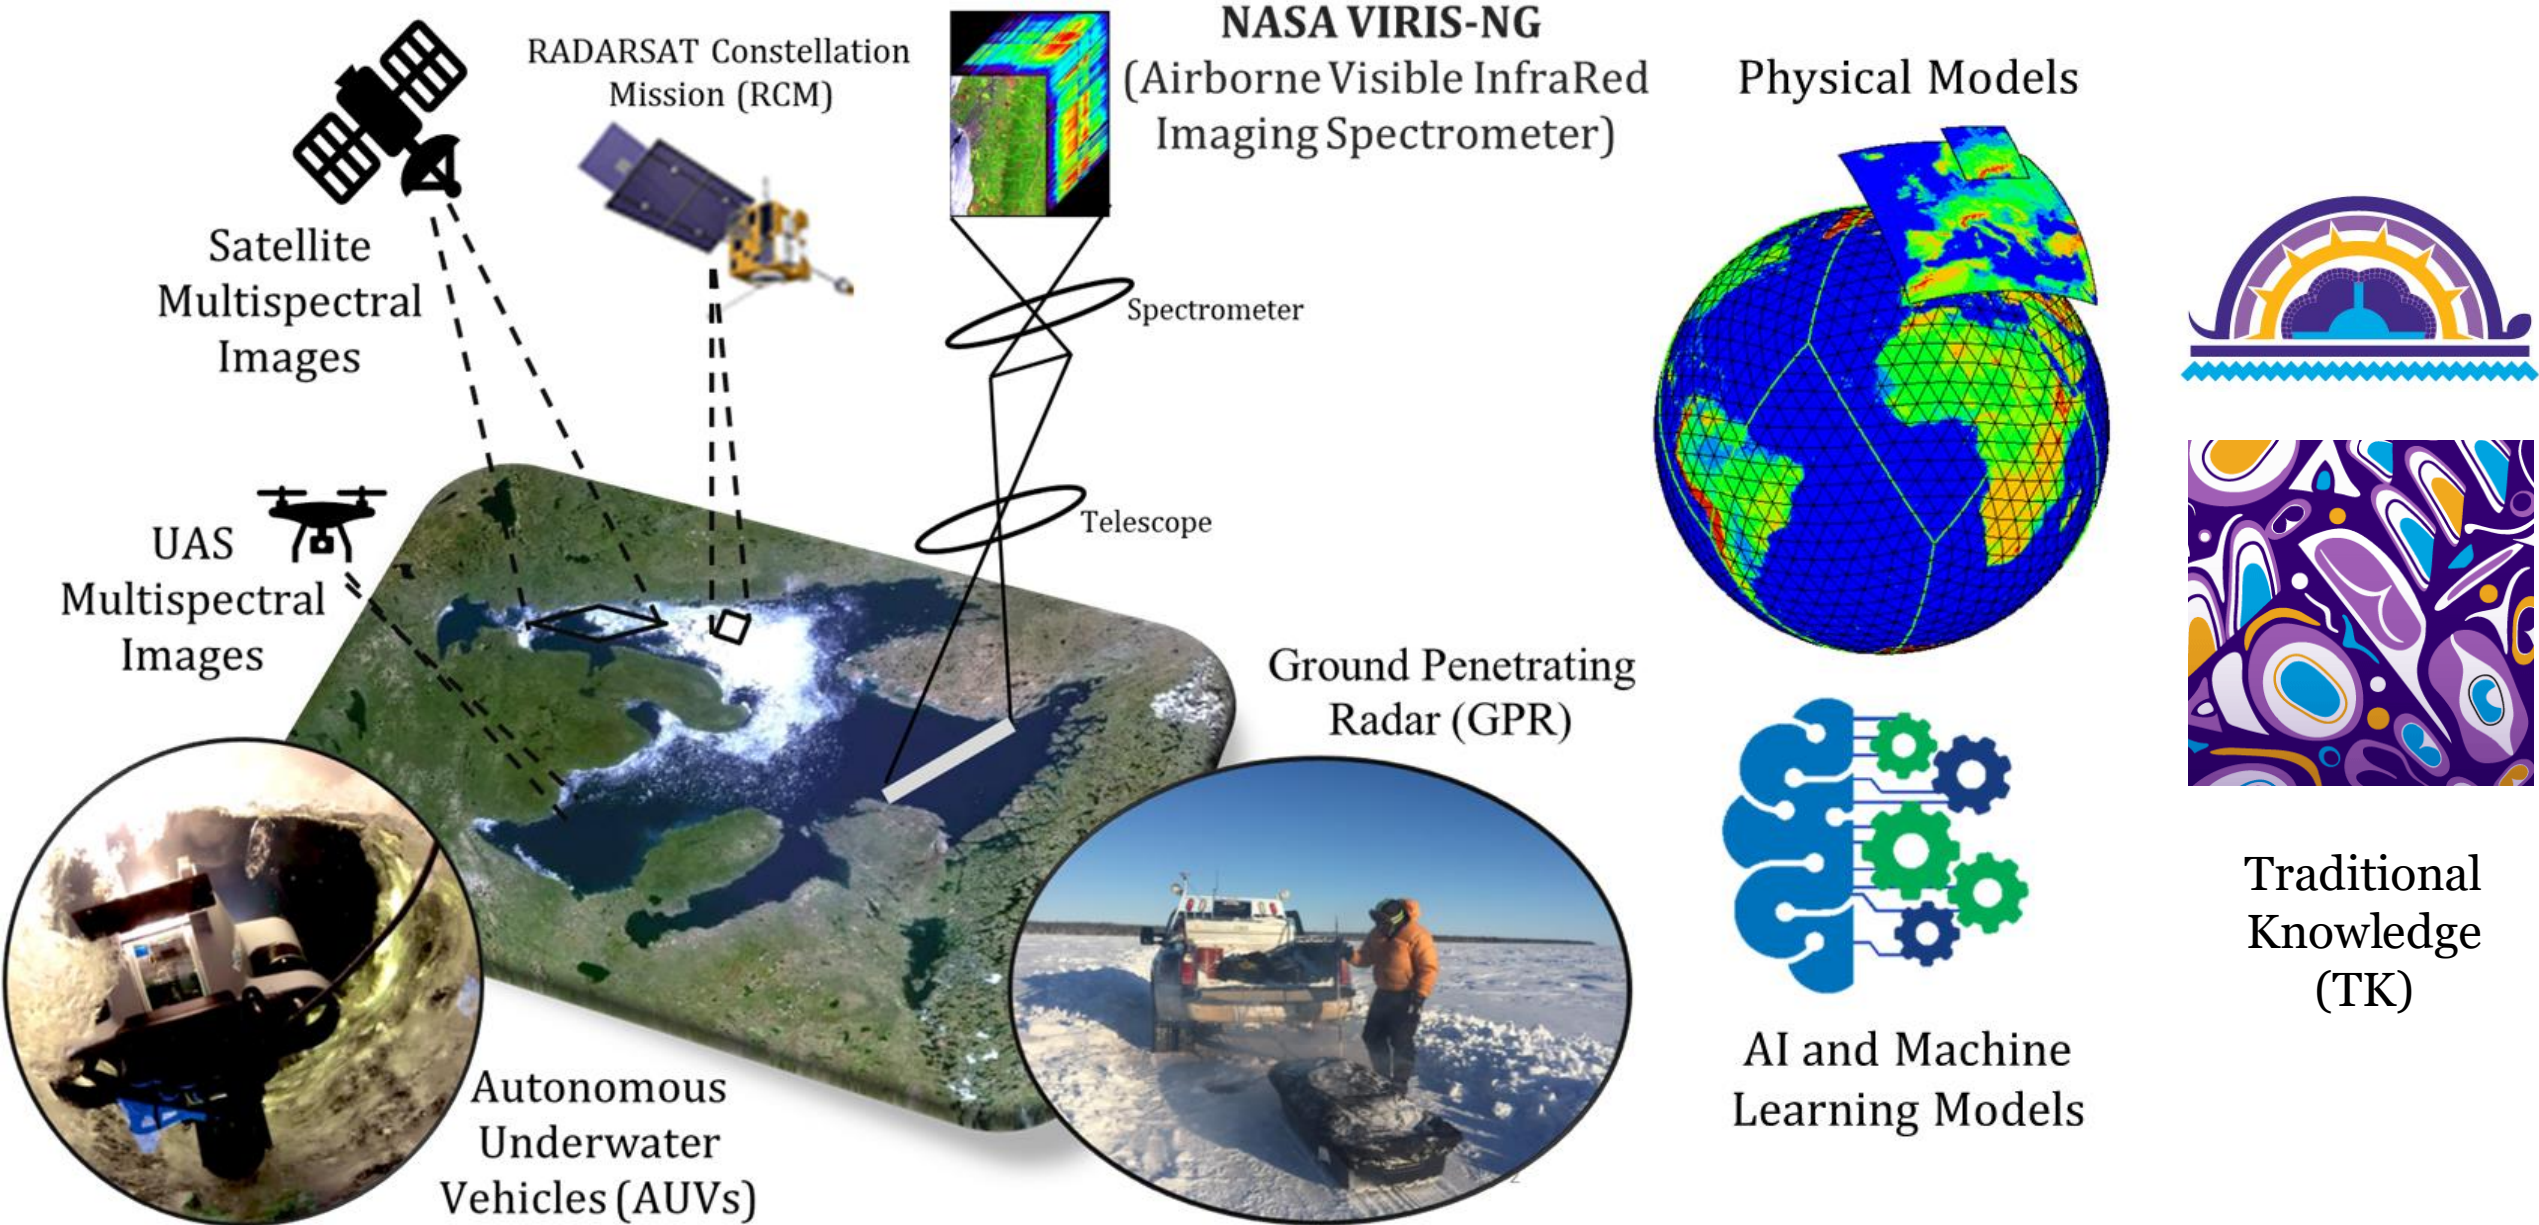 RADARSAT Constellation
Mission (RCM)
NASA VIRIS-NG
(Airborne Visible InfraRed
Imaging Spectrometer)
Physical Models
Satellite
Multispectral
Images
Spectrometer
Telescope
UAS
Multispectral
Images
Ground Penetrating
Radar (GPR)
Autonomous
Underwater
Vehicles (AUVs)
AI and Machine
Learning Models
Traditional
Knowledge
(TK)
2